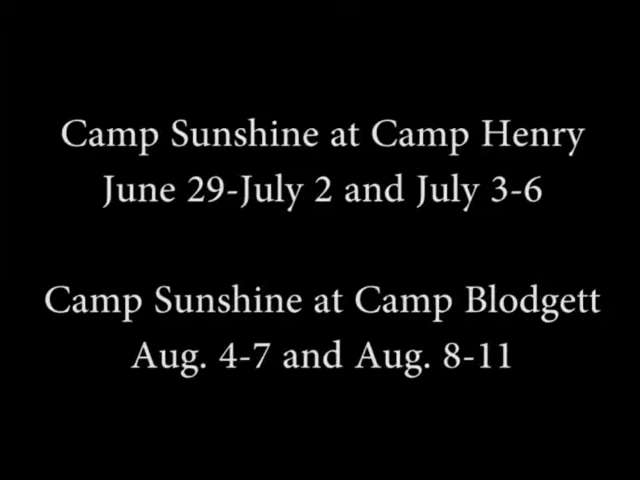 Camp Sunshine at Camp Henry
June 29-July 2 and July 3-6
Camp Sunshine at Camp Blodgett
Aug. 4-7 and Aug. 8-11